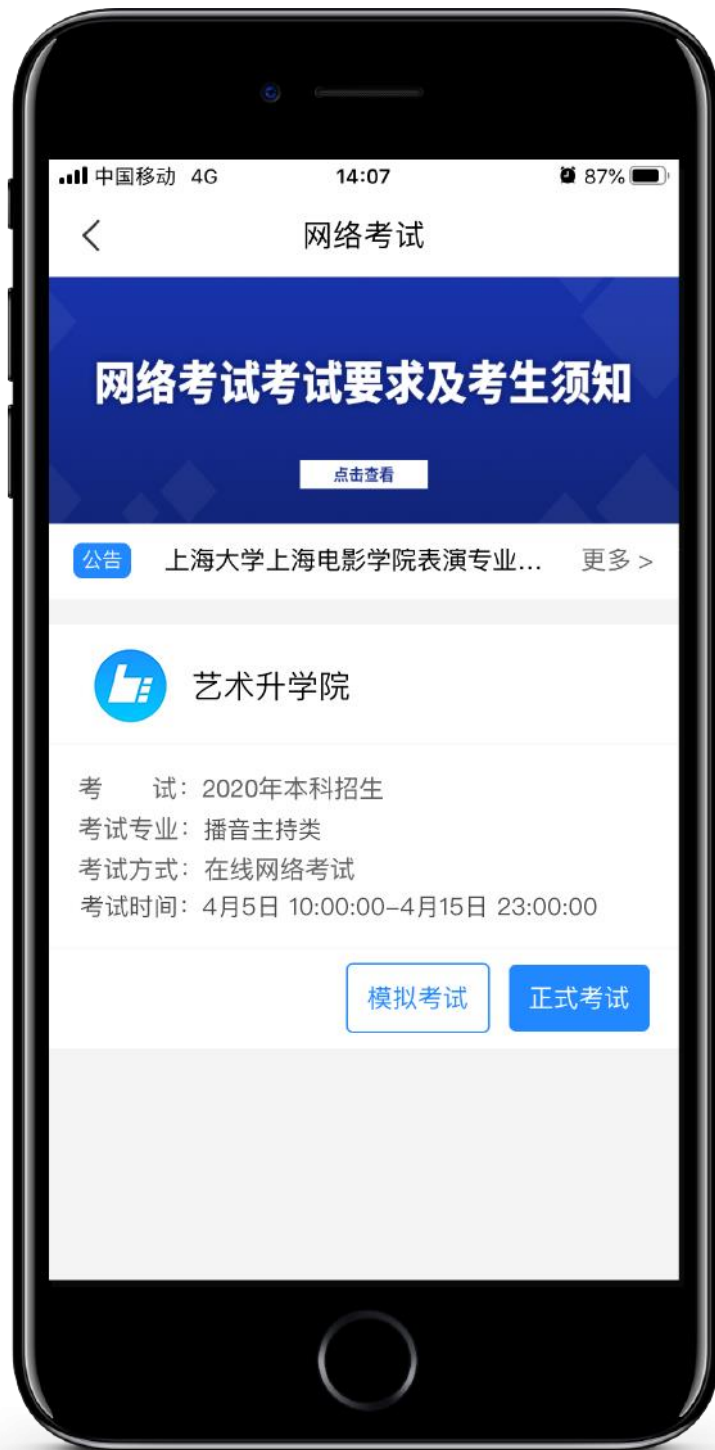 中国移动 4G 14:07 87%
网络考试
网络考试考试要求及考生须知
点击查看
公告 上海大学上海电影学院表演专业... 更多 >
艺术升学院
考 试：2020年本科招生
考试专业：播音主持类
考试方式：在线网络考试
考试时间：4月5日 10:00:00–4月15日 23:00:00
模拟考试 正式考试